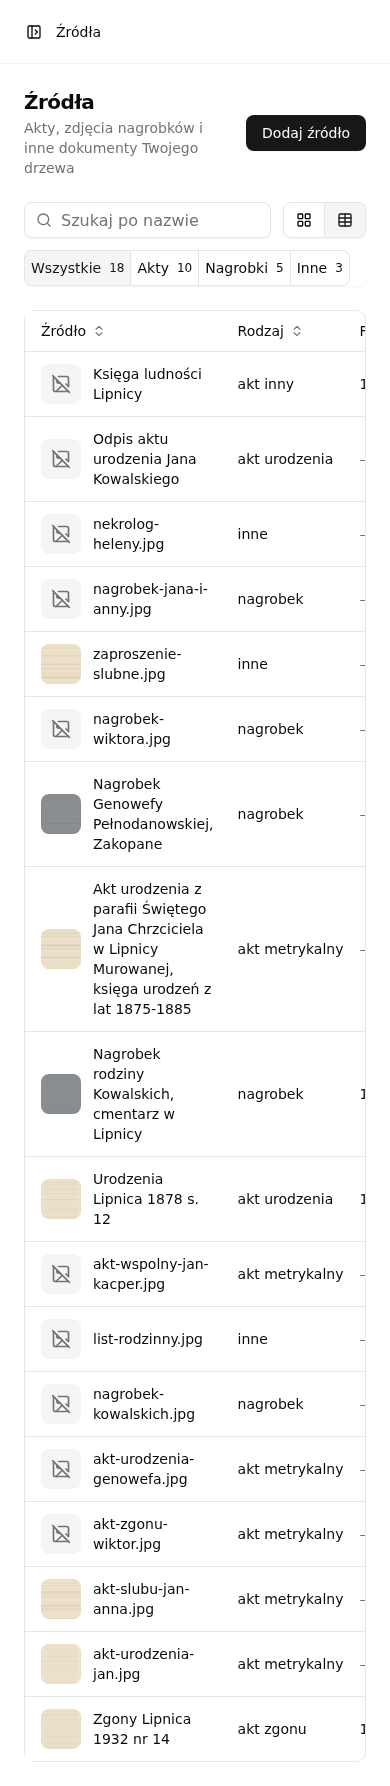 Źródła
Źródła
Akty, zdjęcia nagrobków i
inne dokumenty Twojego
drzewa
Dodaj źródło
Szukaj po nazwie
Wszystkie 18 Akty 10 Nagrobki 5 Inne 3
Źródło Rodzaj
Księga ludności
Lipnicy
akt inny
Odpis aktu
urodzenia Jana
Kowalskiego
akt urodzenia
nekrolog-
heleny.jpg
inne
nagrobek-jana-i-
anny.jpg
nagrobek
zaproszenie-
slubne.jpg
inne
nagrobek-
wiktora.jpg
nagrobek
Nagrobek
Genowefy
Pełnodanowskiej,
Zakopane
nagrobek
Akt urodzenia z
parafii Świętego
Jana Chrzciciela
w Lipnicy
Murowanej,
księga urodzeń z
lat 1875-1885
akt metrykalny
Nagrobek
rodziny
Kowalskich,
cmentarz w
Lipnicy
nagrobek
Urodzenia
Lipnica 1878 s.
12
akt urodzenia
akt-wspolny-jan-
kacper.jpg
akt metrykalny
list-rodzinny.jpg
inne
nagrobek-
kowalskich.jpg
nagrobek
akt-urodzenia-
genowefa.jpg
akt metrykalny
akt-zgonu-
wiktor.jpg
akt metrykalny
akt-slubu-jan-
anna.jpg
akt metrykalny
akt-urodzenia-
jan.jpg
akt metrykalny
Zgony Lipnica
1932 nr 14
akt zgonu